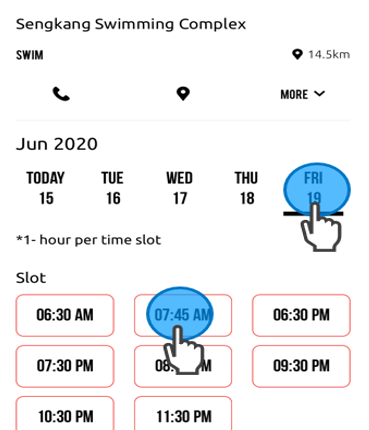 Sengkang Swimming Complex
SWIM 14.5km
MORE
Jun 2020
TODAY TUE WED THU FRI
15 16 17 18 19
*1- hour per time slot
Slot
06:30 AM 07:45 AM 06:30 PM
07:30 PM 09:30 PM
10:30 PM 11:30 PM